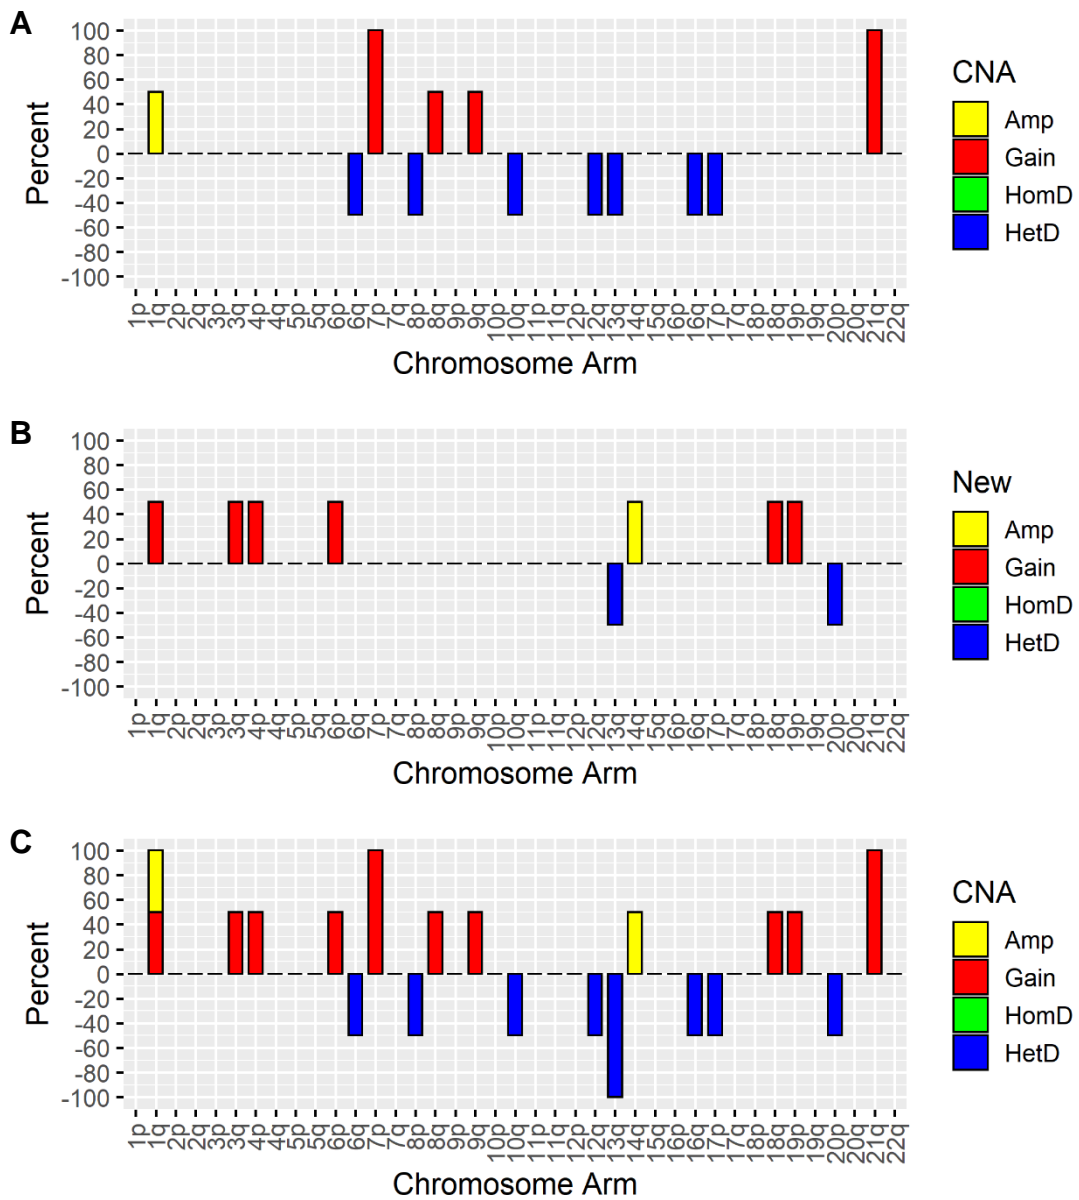 A
100
80
60
40
20
0
-20
-40
-60
-80
-100
Percent
1p 1q 2p 2q 3p 3q 4p 4q 5p 5q 6p 6q 7p 7q 8p 8q 9p 9q 10p 10q 11p 11q 12p 12q 13q 14q 15q 16p 16q 17p 17q 18p 18q 19p 19q 20p 20q 21q 22q
Chromosome Arm
CNA
Amp
Gain
HomD
HetD
B
100
80
60
40
20
0
-20
-40
-60
-80
-100
Percent
1p 1q 2p 2q 3p 3q 4p 4q 5p 5q 6p 6q 7p 7q 8p 8q 9p 9q 10p 10q 11p 11q 12p 12q 13q 14q 15q 16p 16q 17p 17q 18p 18q 19p 19q 20p 20q 21q 22q
Chromosome Arm
New
Amp
Gain
HomD
HetD
C
100
80
60
40
20
0
-20
-40
-60
-80
-100
Percent
1p 1q 2p 2q 3p 3q 4p 4q 5p 5q 6p 6q 7p 7q 8p 8q 9p 9q 10p 10q 11p 11q 12p 12q 13q 14q 15q 16p 16q 17p 17q 18p 18q 19p 19q 20p 20q 21q 22q
Chromosome Arm
CNA
Amp
Gain
HomD
HetD